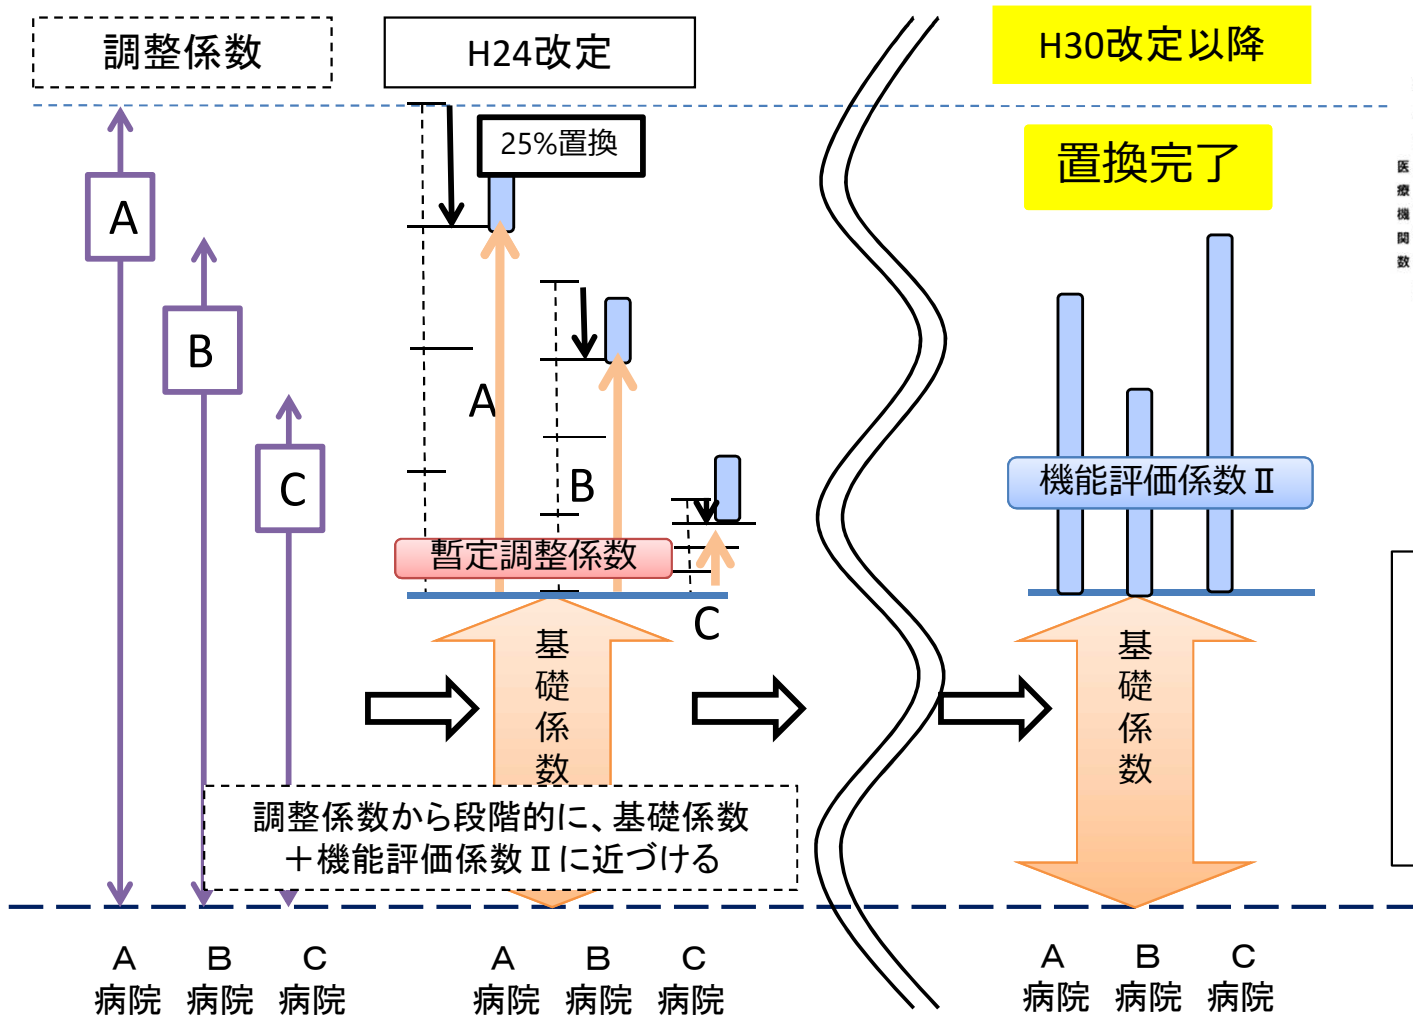 調整係数
H24改定
H30改定以降
25%置換
置換完了
医
療
機
関
数
A
B
C
A
B
C
機能評価係数Ⅱ
暫定調整係数
基
礎
係
数
基
礎
係
数
調整係数から段階的に、基礎係数
＋機能評価係数Ⅱに近づける
A
病院
B
病院
C
病院
A
病院
B
病院
C
病院
A
病院
B
病院
C
病院